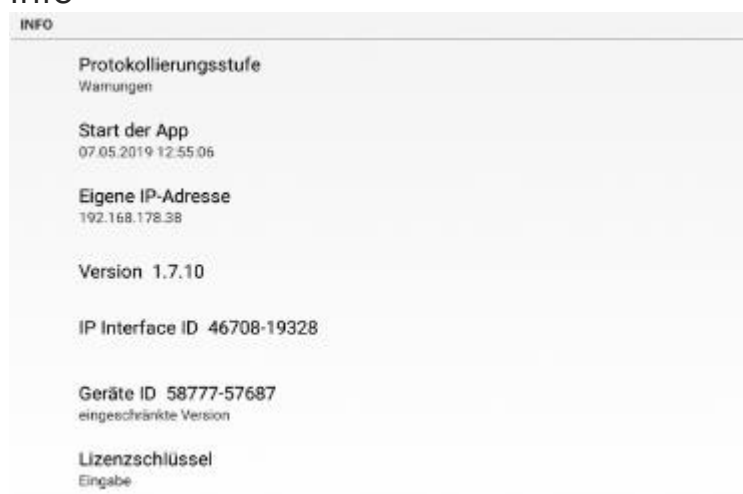 INFO
Protokollierungsstufe
Warnungen
Start der App
07.05.2019 12:55:06
Eigene IP-Adresse
192.168.178.38
Version 1.7.10
IP Interface ID 46708-19328
Geräte ID 58777-57687
eingeschränkte Version
Lizenzschlüssel
Eingabe